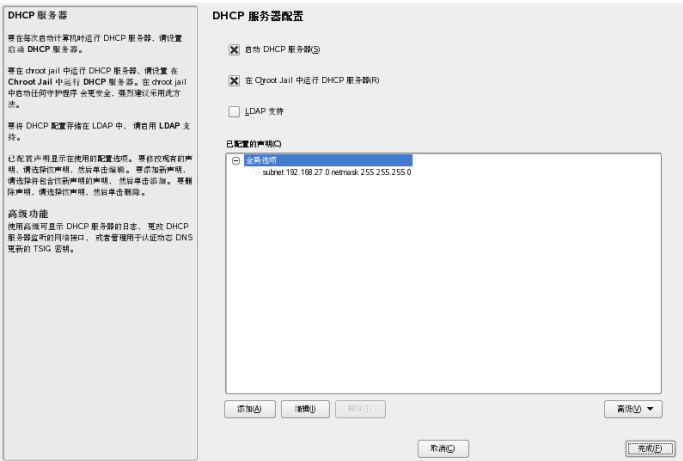 DHCP 服务器
要在每次启动计算机时运行 DHCP 服务器，请设置
启动 DHCP 服务器。
要在 chroot jail 中运行 DHCP 服务器，请设置 在
Chroot Jail 中运行 DHCP 服务器。在 chroot jail
中启动任何守护程序 会更安全，强烈建议采用此方
法。
要将 DHCP 配置存储在 LDAP 中， 请启用 LDAP 支
持。
已配置声明显示在使用的配置选项。 要修改现有的声
明，请选择该声明，然后单击编辑。 要添加新声明，
请选择将包含该新声明的声明， 然后单击添加。 要删
除声明，请选择该声明，然后单击删除。
高级功能
使用高级可显示 DHCP 服务器的日志， 更改 DHCP
服务器监听的网络接口， 或者管理用于认证动态 DNS
更新的 TSIG 密钥。
DHCP 服务器配置
启动 DHCP 服务器(S)
在 Chroot Jail 中运行 DHCP 服务器(R)
LDAP 支持
已配置的声明(C)
全局选项
subnet 192.168.27.0 netmask 255.255.255.0
添加(A) 编辑(I) 删除(T) 高级(V)
取消(C) 完成(F)